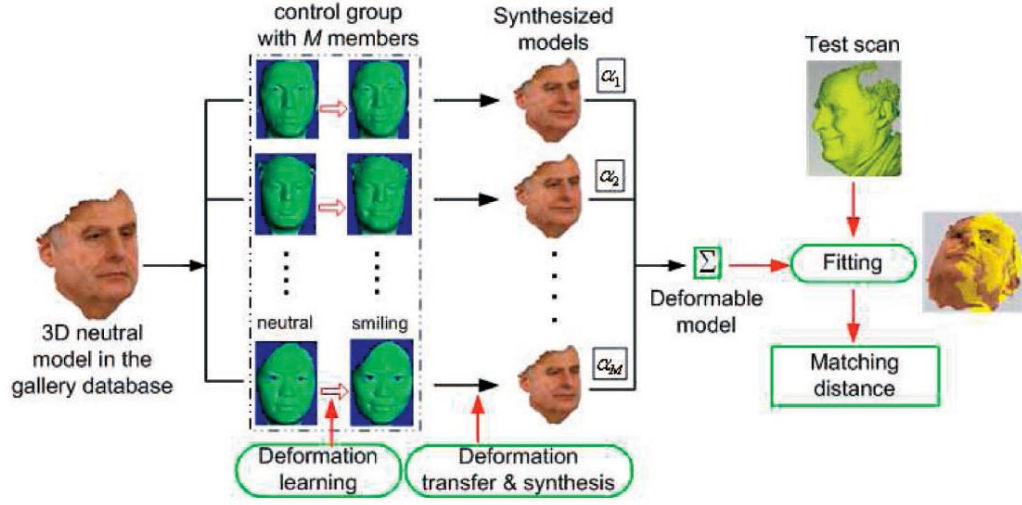 control group
with M members
Synthesized
models
Test scan
α₁
α₂
Σ
Fitting
Deformable
model
3D neutral
model in the
gallery database
neutral
smiling
α_M
Matching
distance
Deformation
learning
Deformation
transfer & synthesis